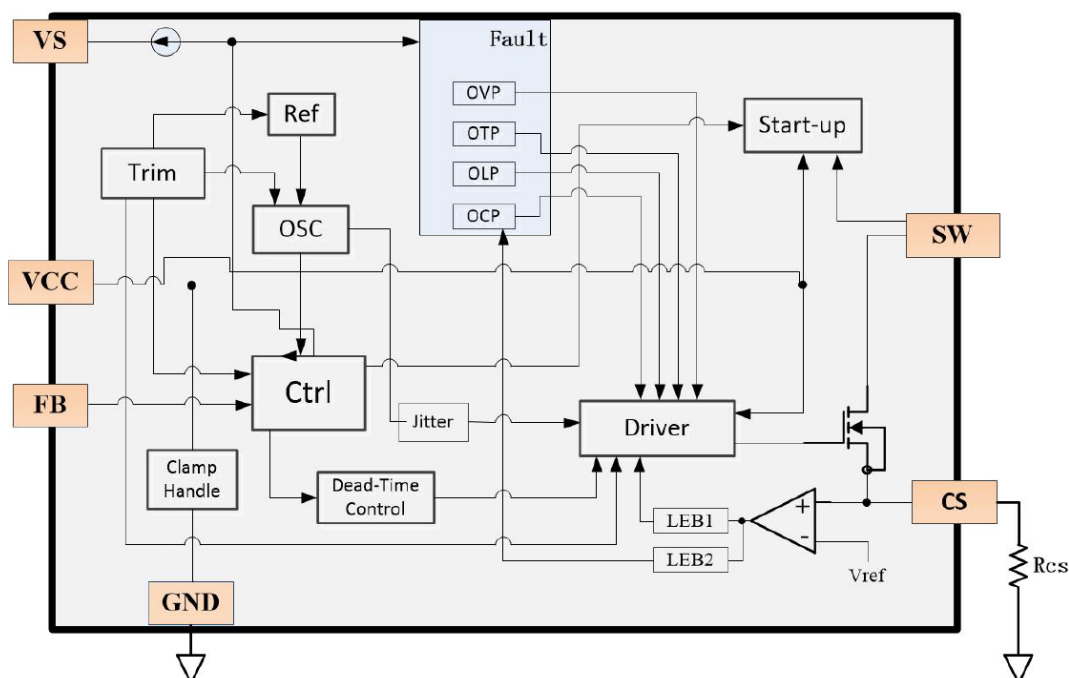 VS
Fault
OVP
Ref
Start-up
OTP
Trim
OLP
OCP
OSC
SW
VCC
Ctrl
FB
Jitter
Driver
Clamp
Handle
Dead-Time
Control
+
CS
LEB1
-
LEB2
Vref
Rcs
GND